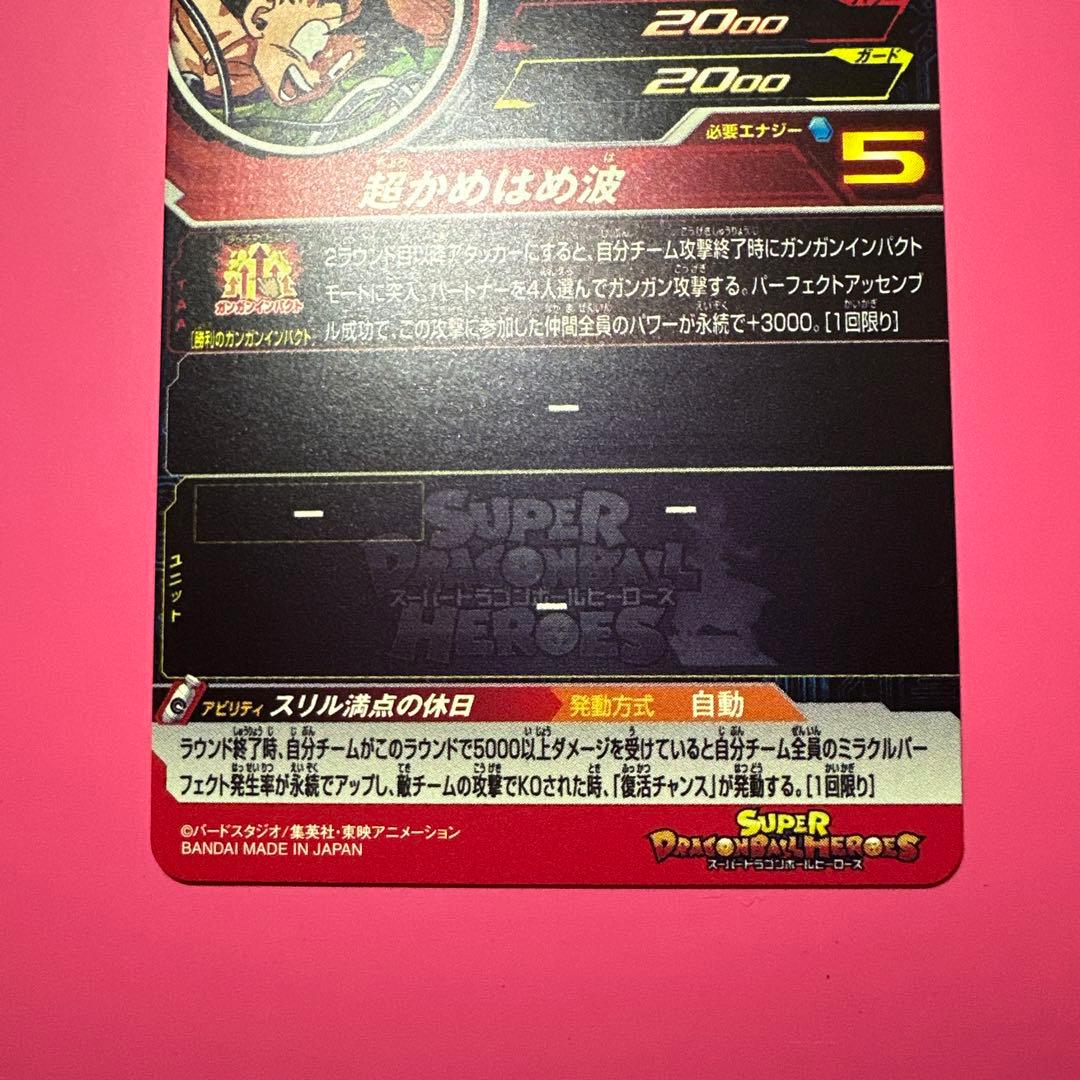 2000
ガード
2000
必要エナジー 5
超かめはめ波
2ラウンド目攻撃アタッカーにすると、自分チーム攻撃終了時にガンガンインパクト
モードに突入。パートナーを4人選んでガンガン攻撃する。パーフェクトアッセンブ
ル成功で、この攻撃に参加した仲間全員のパワーが永続で+3000。[1回限り]
ガンガンインパクト
[勝利のガンガンインパクト]
ー
ー
ー
ー
ユニット
SUPER
DRAGONBALL
スーパードラゴンボールヒーローズ
HEROES
アビリティ スリル満点の休日 発動方式 自動
ラウンド終了時、自分チームがこのラウンドで5000以上ダメージを受けていると自分チーム全員のミラクルパー
フェクト発生率が永続でアップし、敵チームの攻撃でKOされた時、「復活チャンス」が発動する。[1回限り]
©バードスタジオ/集英社・東映アニメーション
BANDAI MADE IN JAPAN
SUPER
DRAGONBALL HEROES
スーパードラゴンボールヒーローズ